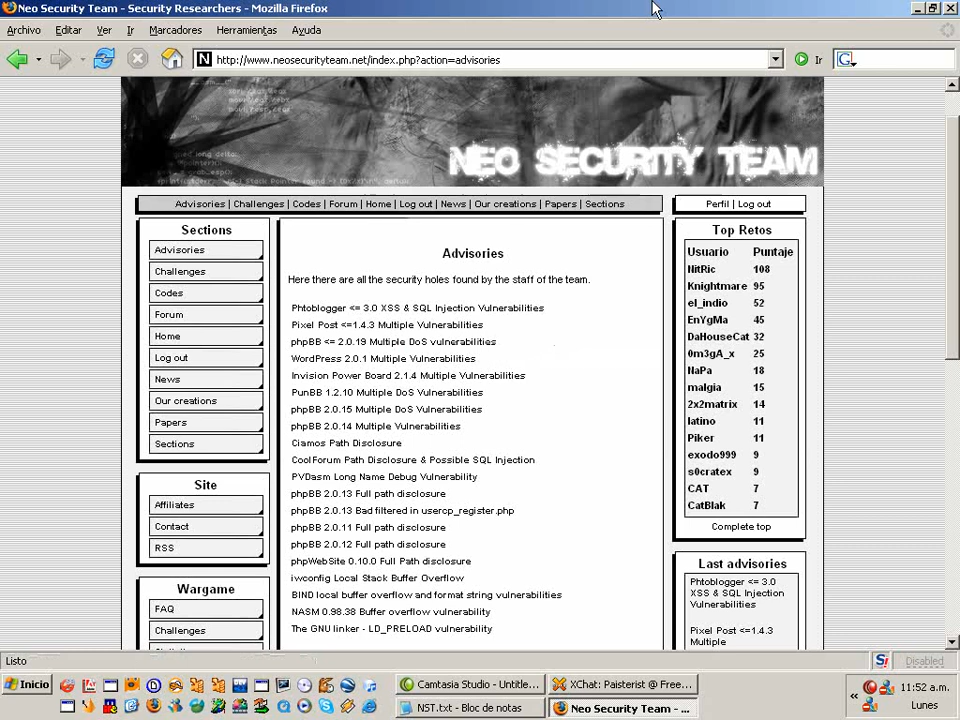 Neo Security Team - Security Researchers - Mozilla Firefox
Archivo Editar Ver Ir Marcadores Herramientas Ayuda
http://www.neosecurityteam.net/index.php?action=advisories
Ir
G
NEO SECURITY TEAM
Advisories | Challenges | Codes | Forum | Home | Log out | News | Our creations | Papers | Sections
Perfil | Log out
Sections
Advisories
Challenges
Codes
Forum
Home
Log out
News
Our creations
Papers
Sections
Site
Affiliates
Contact
RSS
Wargame
FAQ
Challenges
Advisories
Here there are all the security holes found by the staff of the team.
Phtoblogger <= 3.0 XSS & SQL Injection Vulnerabilities
Pixel Post <=1.4.3 Multiple Vulnerabilities
phpBB <= 2.0.19 Multiple DoS vulnerabilities
WordPress 2.0.1 Multiple Vulnerabilities
Invision Power Board 2.1.4 Multiple Vulnerabilities
PunBB 1.2.10 Multiple DoS Vulnerabilities
phpBB 2.0.15 Multiple DoS Vulnerabilities
phpBB 2.0.14 Multiple Vulnerabilities
Ciamos Path Disclosure
CoolForum Path Disclosure & Possible SQL Injection
PVDasm Long Name Debug Vulnerability
phpBB 2.0.13 Full path disclosure
phpBB 2.0.13 Bad filtered in usercp_register.php
phpBB 2.0.11 Full path disclosure
phpBB 2.0.12 Full path disclosure
phpWebSite 0.10.0 Full Path disclosure
iwconfig Local Stack Buffer Overflow
BIND local buffer overflow and format string vulnerabilities
NASM 0.98.38 Buffer overflow vulnerability
The GNU linker - LD_PRELOAD vulnerability
Top Retos
Usuario Puntaje
NitRic 108
Knightmare 95
el_indio 52
EnYgMa 45
DaHouseCat 32
0m3gA_x 25
NaPa 18
malgia 15
2x2matrix 14
latino 11
Piker 11
exodo999 9
s0cratex 9
CAT 7
CatBlak 7
Complete top
Last advisories
Phtoblogger <= 3.0
XSS & SQL Injection
Vulnerabilities
Pixel Post <=1.4.3
Multiple
Listo
Disabled
Inicio
Camtasia Studio - Untitle...
XChat: Paisterist @ Free...
NST.txt - Bloc de notas
Neo Security Team - ...
11:52 a.m.
Lunes